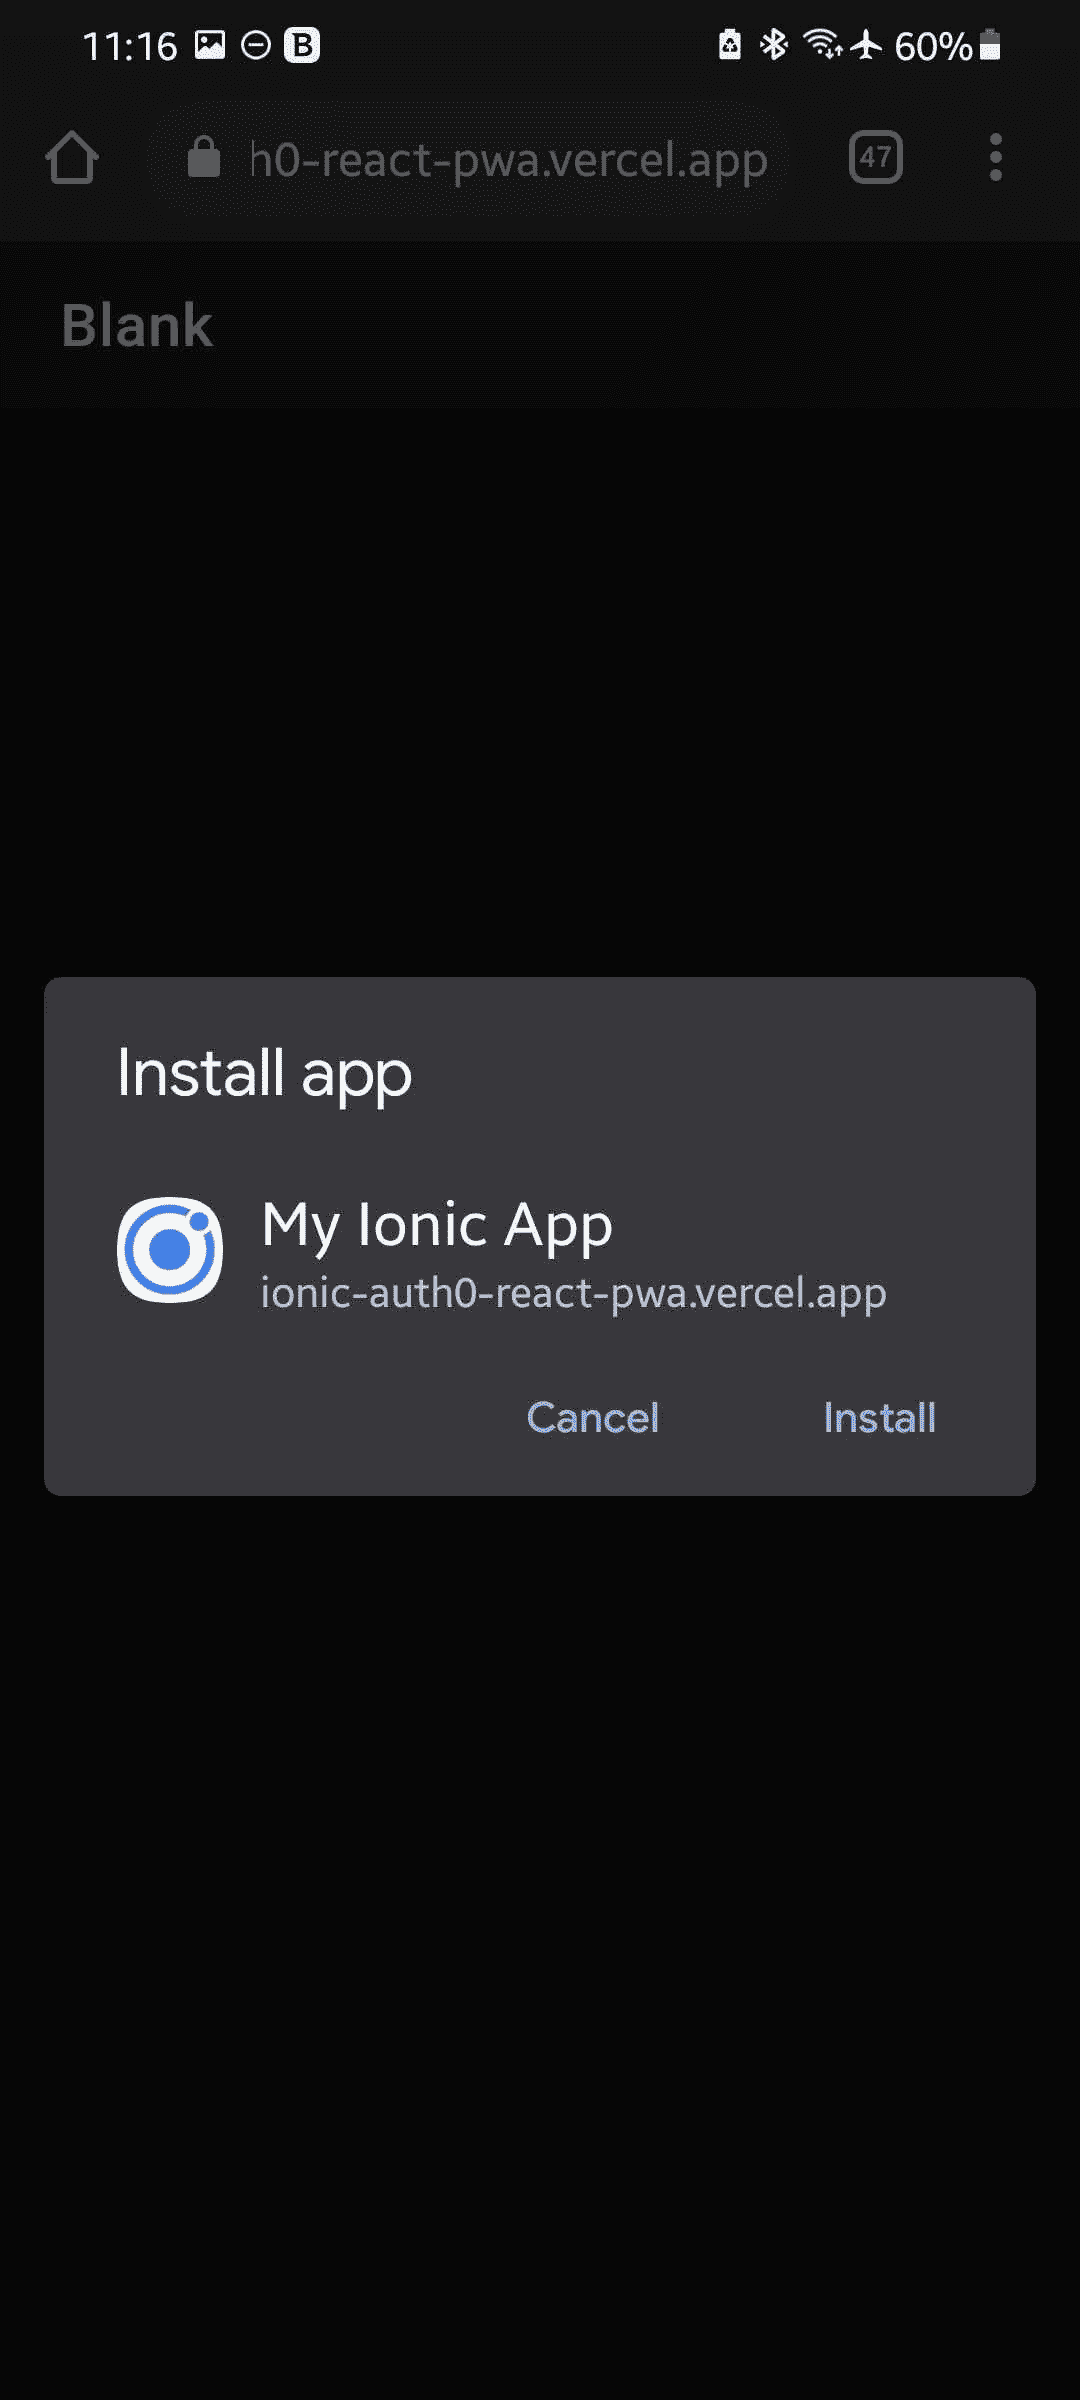 11:16 B 60%
h0-react-pwa.vercel.app 47
Blank
Install app
My Ionic App
ionic-auth0-react-pwa.vercel.app
Cancel Install